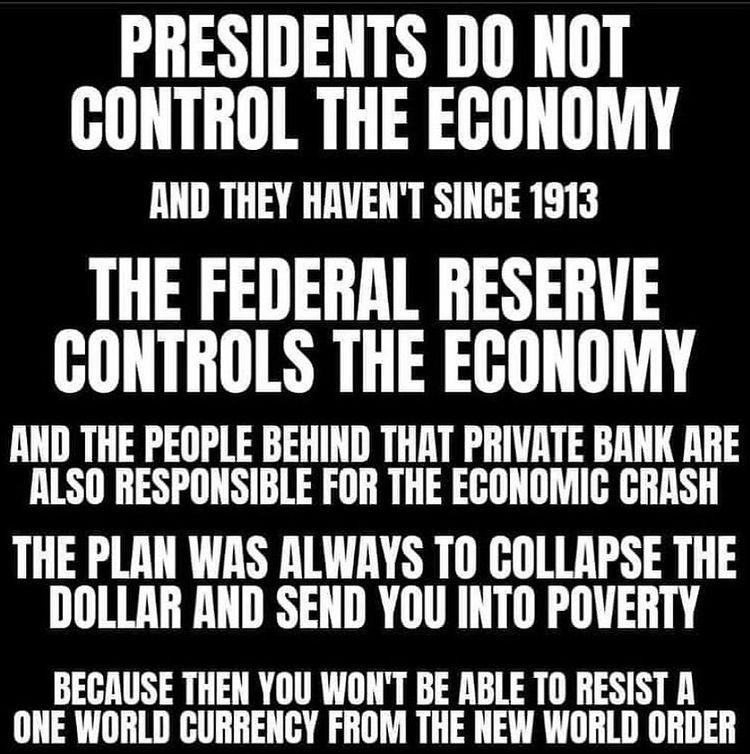 PRESIDENTS DO NOT
CONTROL THE ECONOMY
AND THEY HAVEN'T SINCE 1913
THE FEDERAL RESERVE
CONTROLS THE ECONOMY
AND THE PEOPLE BEHIND THAT PRIVATE BANK ARE
ALSO RESPONSIBLE FOR THE ECONOMIC CRASH
THE PLAN WAS ALWAYS TO COLLAPSE THE
DOLLAR AND SEND YOU INTO POVERTY
BECAUSE THEN YOU WON'T BE ABLE TO RESIST A
ONE WORLD CURRENCY FROM THE NEW WORLD ORDER